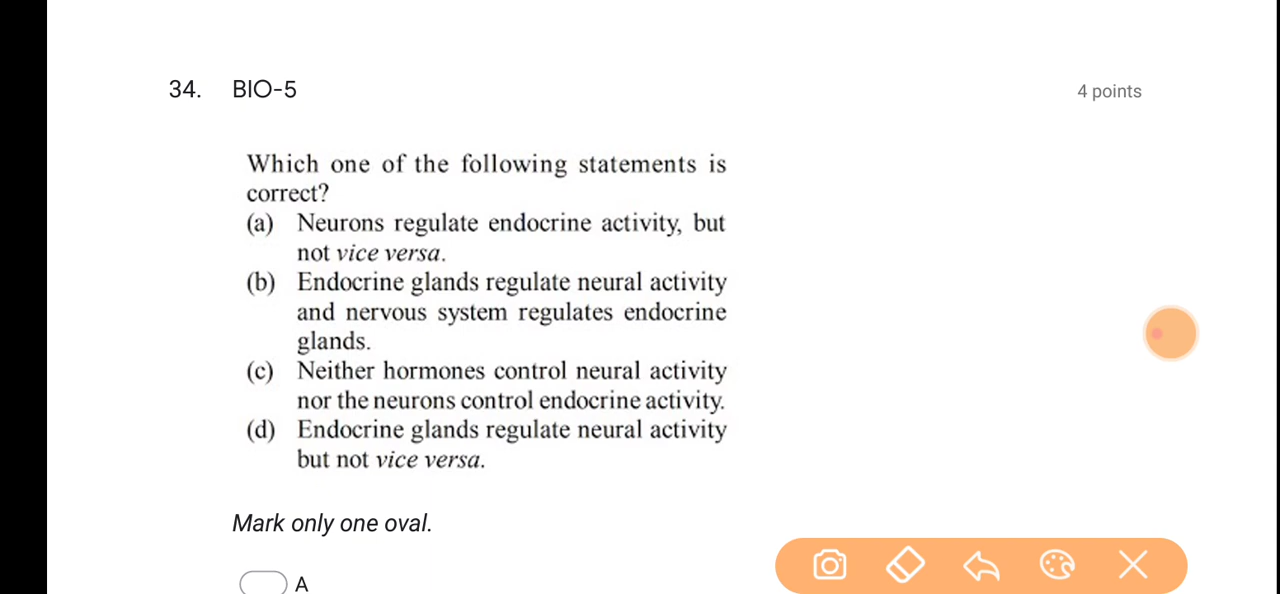 34. BIO-5 4 points
Which one of the following statements is
correct?
(a) Neurons regulate endocrine activity, but
not vice versa.
(b) Endocrine glands regulate neural activity
and nervous system regulates endocrine
glands.
(c) Neither hormones control neural activity
nor the neurons control endocrine activity.
(d) Endocrine glands regulate neural activity
but not vice versa.
Mark only one oval.
A